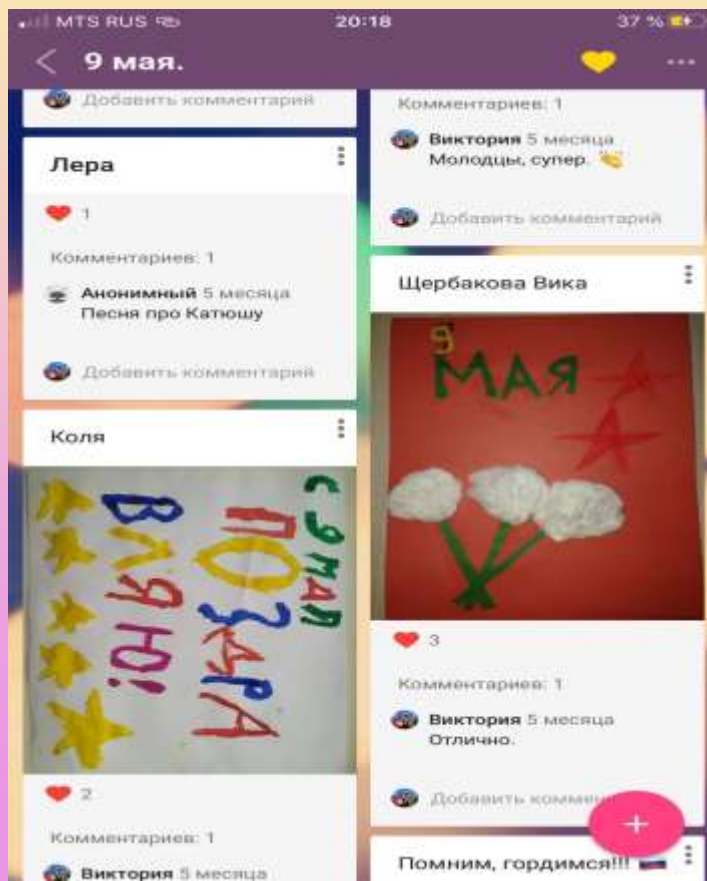 MTS RUS
20:18
37 %
9 мая.
Добавить комментарий
Лера
1
Комментариев: 1
Анонимный 5 месяца
Песня про Катюшу
Добавить комментарий
Коля
С 9 МАЯ
ПОЗДРА
ВЛЯЮ!
2
Комментариев: 1
Виктория 5 месяца
Комментариев: 1
Виктория 5 месяца
Молодцы, супер.
Добавить комментарий
Щербакова Вика
9
МАЯ
3
Комментариев: 1
Виктория 5 месяца
Отлично.
Добавить коммен
Помним, гордимся!!!